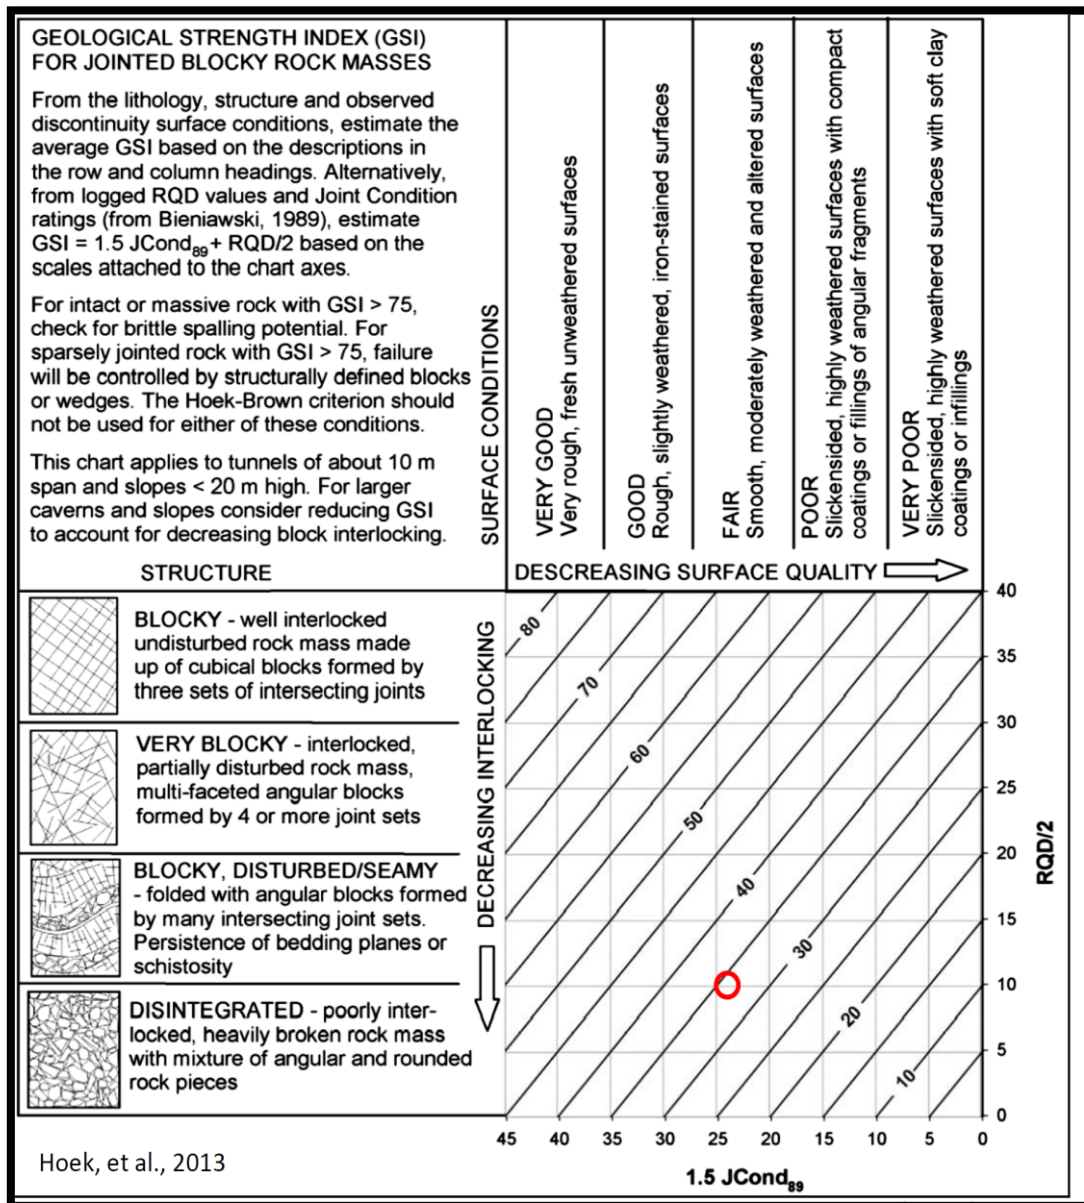 GEOLOGICAL STRENGTH INDEX (GSI)
FOR JOINTED BLOCKY ROCK MASSES
From the lithology, structure and observed
discontinuity surface conditions, estimate the
average GSI based on the descriptions in
the row and column headings. Alternatively,
from logged RQD values and Joint Condition
ratings (from Bieniawski, 1989), estimate
GSI = 1.5 JCond89 + RQD/2 based on the
scales attached to the chart axes.
For intact or massive rock with GSI > 75,
check for brittle spalling potential. For
sparsely jointed rock with GSI > 75, failure
will be controlled by structurally defined blocks
or wedges. The Hoek-Brown criterion should
not be used for either of these conditions.
This chart applies to tunnels of about 10 m
span and slopes < 20 m high. For larger
caverns and slopes consider reducing GSI
to account for decreasing block interlocking.
STRUCTURE
SURFACE CONDITIONS
VERY GOOD
Very rough, fresh unweathered surfaces
GOOD
Rough, slightly weathered, iron-stained surfaces
FAIR
Smooth, moderately weathered and altered surfaces
POOR
Slickensided, highly weathered surfaces with compact
coatings or fillings of angular fragments
VERY POOR
Slickensided, highly weathered surfaces with soft clay
coatings or infillings
DESCREASING SURFACE QUALITY
BLOCKY - well interlocked
undisturbed rock mass made
up of cubical blocks formed by
three sets of intersecting joints
VERY BLOCKY - interlocked,
partially disturbed rock mass,
multi-faceted angular blocks
formed by 4 or more joint sets
BLOCKY, DISTURBED/SEAMY
- folded with angular blocks formed
by many intersecting joint sets.
Persistence of bedding planes or
schistosity
DISINTEGRATED - poorly inter-
locked, heavily broken rock mass
with mixture of angular and rounded
rock pieces
DECREASING INTERLOCKING
80
70
60
50
40
30
20
10
40
35
30
25
20
15
10
5
0
RQD/2
45 40 35 30 25 20 15 10 5 0
1.5 JCond89
Hoek, et al., 2013